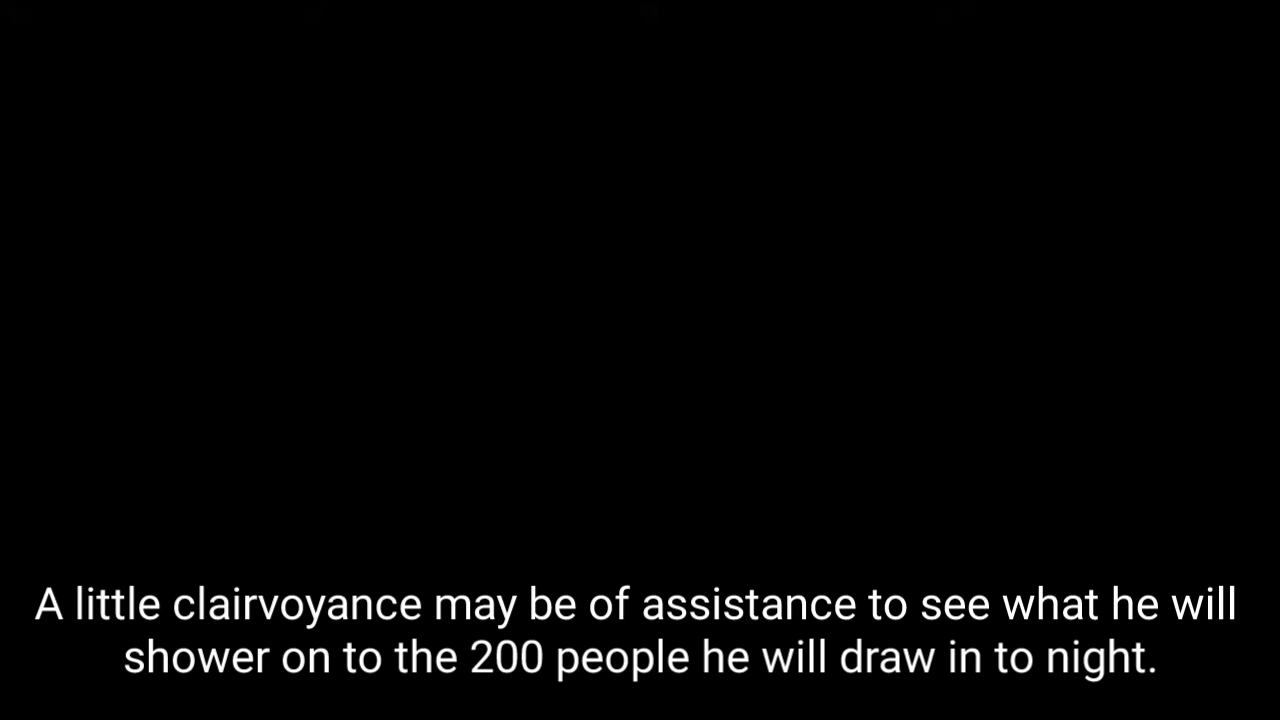 A little clairvoyance may be of assistance to see what he will
shower on to the 200 people he will draw in to night.